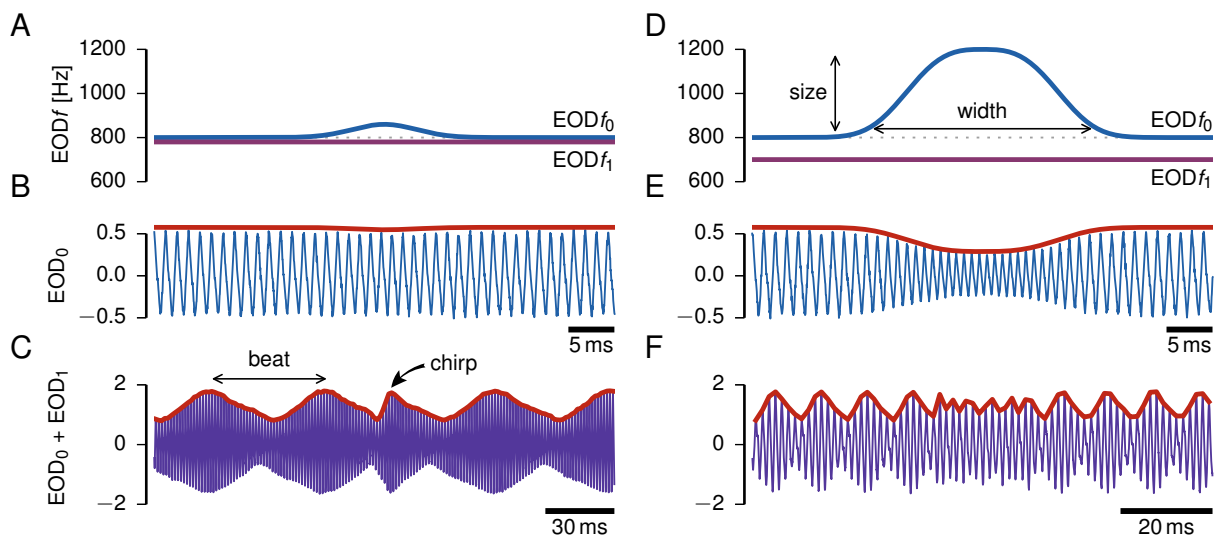 A
1200
1000
800
600
EODf [Hz]
EODf0
EODf1
B
0.5
0.0
−0.5
EOD0
5 ms
C
beat
chirp
2
0
−2
EOD0 + EOD1
30 ms
D
1200
1000
800
600
size
width
EODf0
EODf1
E
0.5
0.0
−0.5
5 ms
F
2
0
−2
20 ms